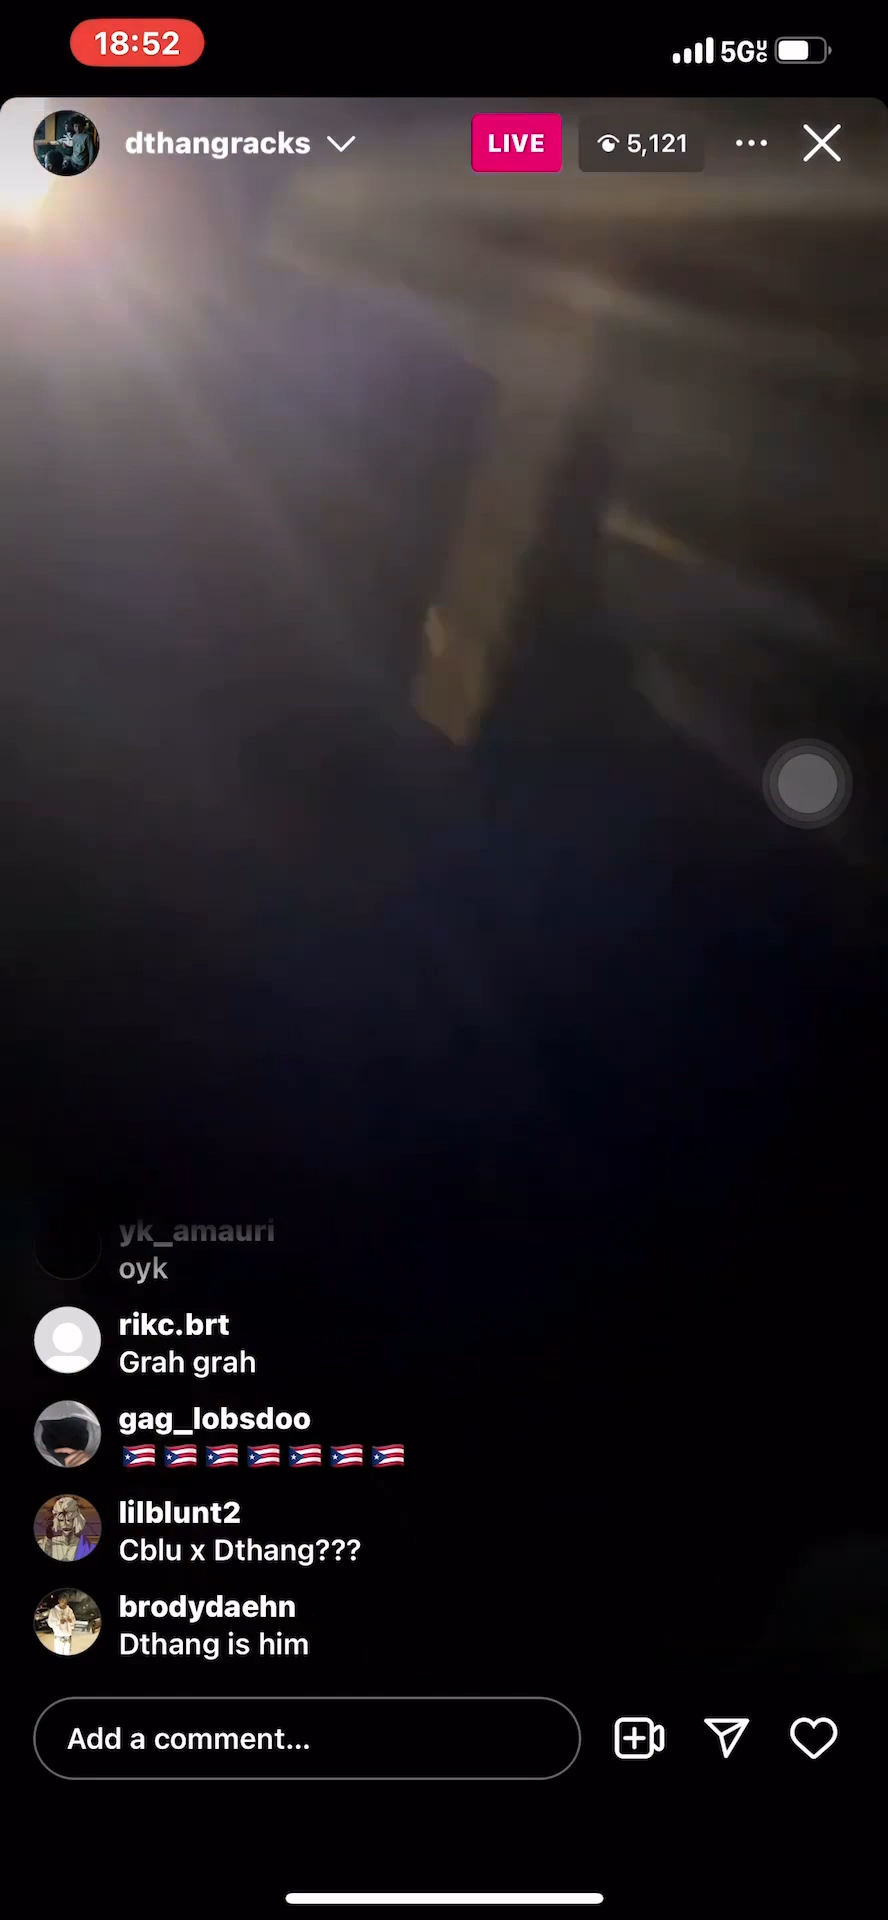 18:52
5GUC
dthangracks
LIVE
5,121
yk_amauri
oyk
rikc.brt
Grah grah
gag_lobsdoo
🇵🇷🇵🇷🇵🇷🇵🇷🇵🇷🇵🇷🇵🇷
lilblunt2
Cblu x Dthang???
brodydaehn
Dthang is him
Add a comment...